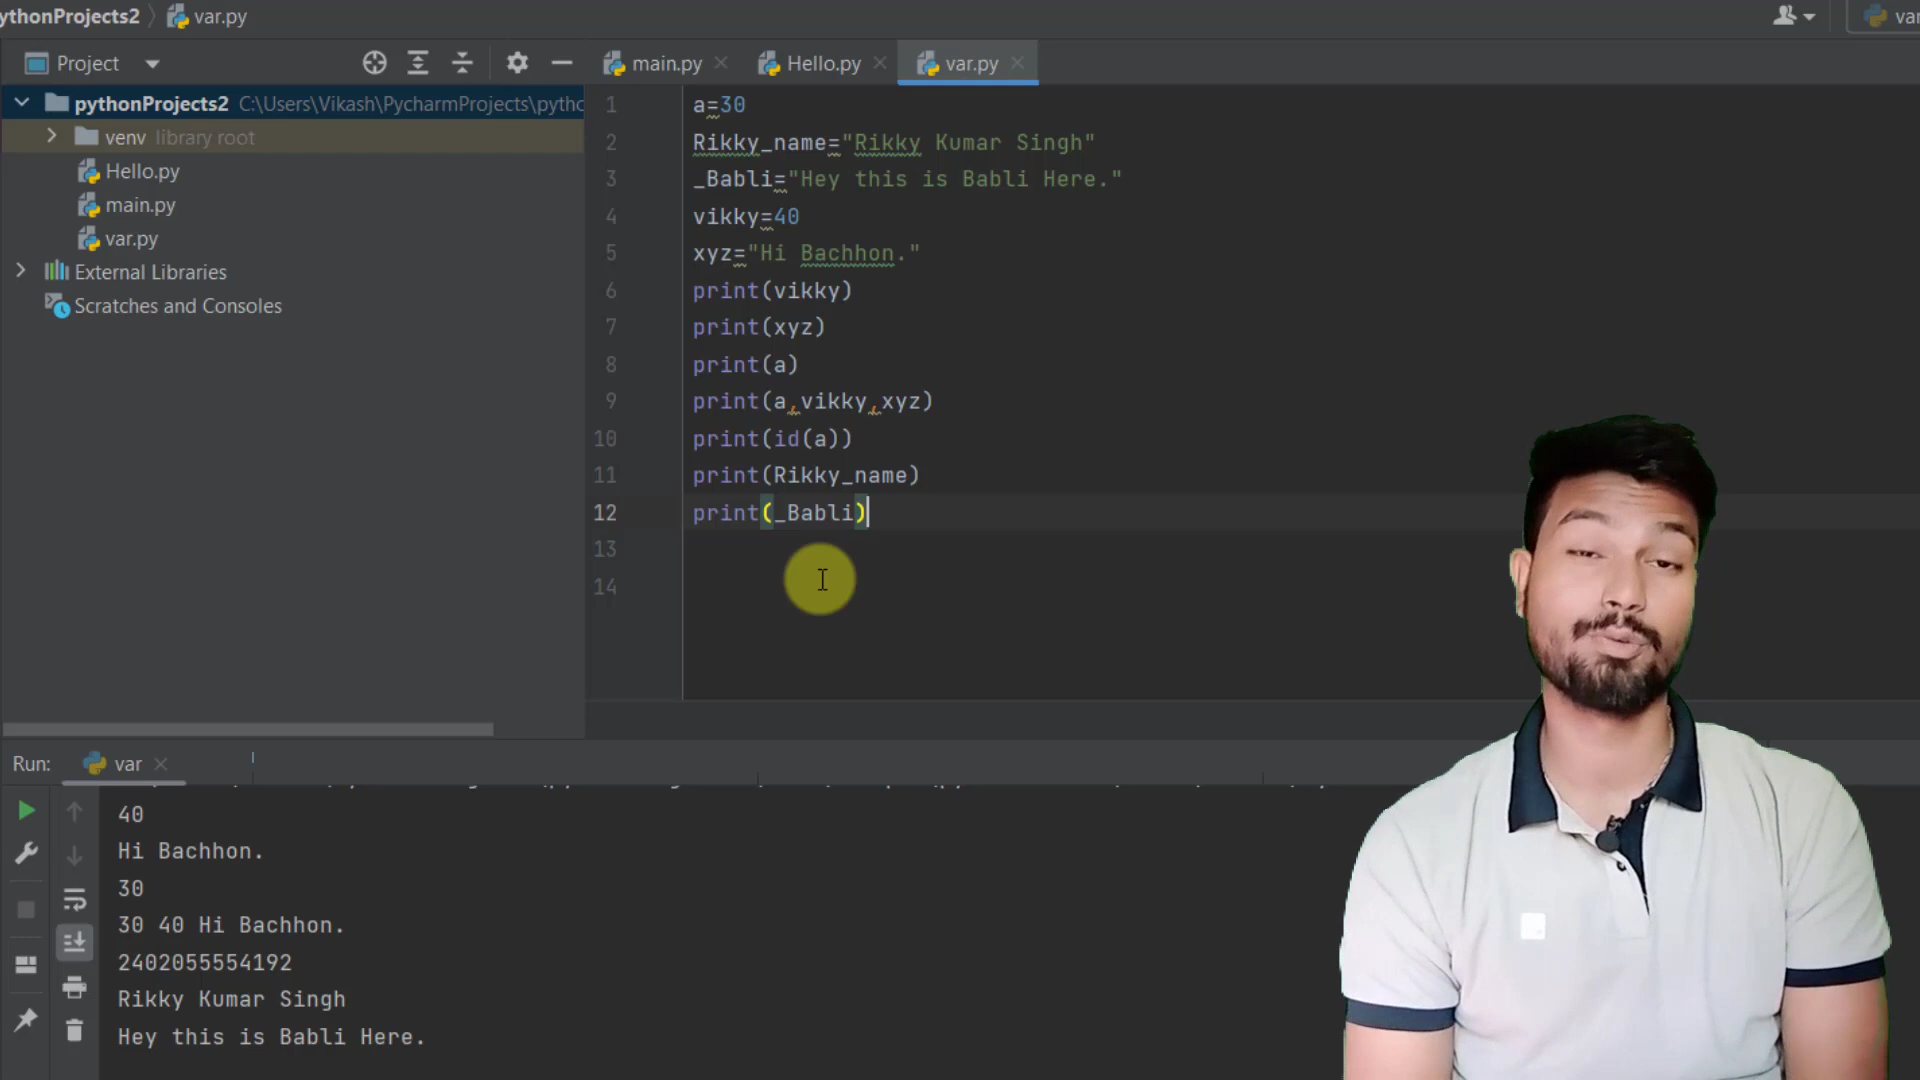 ythonProjects2 var.py
var
Project
main.py Hello.py var.py
pythonProjects2 C:\Users\Vikash\PycharmProjects\pytho
venv library root
Hello.py
main.py
var.py
External Libraries
Scratches and Consoles
1 a=30
2 Rikky_name="Rikky Kumar Singh"
3 _Babli="Hey this is Babli Here."
4 vikky=40
5 xyz="Hi Bachhon."
6 print(vikky)
7 print(xyz)
8 print(a)
9 print(a,vikky,xyz)
10 print(id(a))
11 print(Rikky_name)
12 print(_Babli)
13
14
Run: var
40
Hi Bachhon.
30
30 40 Hi Bachhon.
2402055554192
Rikky Kumar Singh
Hey this is Babli Here.